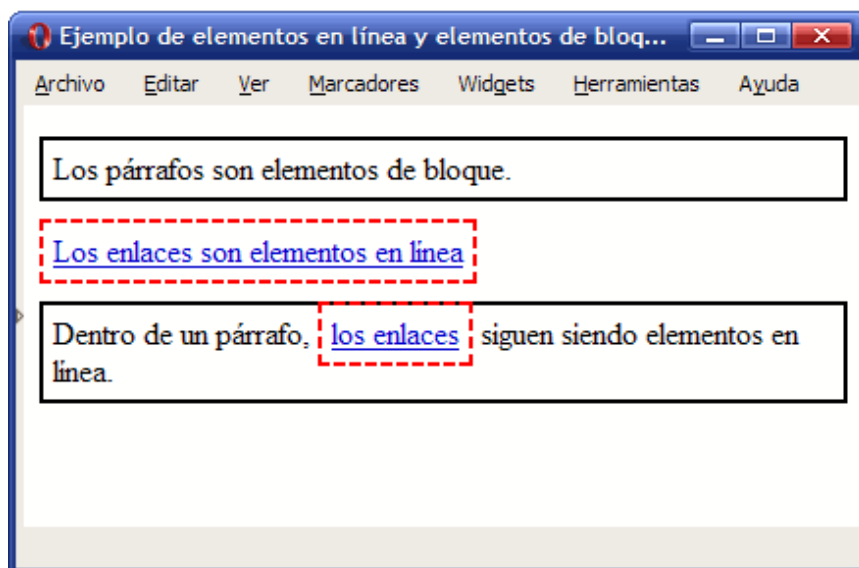 Ejemplo de elementos en línea y elementos de bloq...
Archivo Editar Ver Marcadores Widgets Herramientas Ayuda
Los párrafos son elementos de bloque.
Los enlaces son elementos en línea
Dentro de un párrafo, los enlaces siguen siendo elementos en
línea.